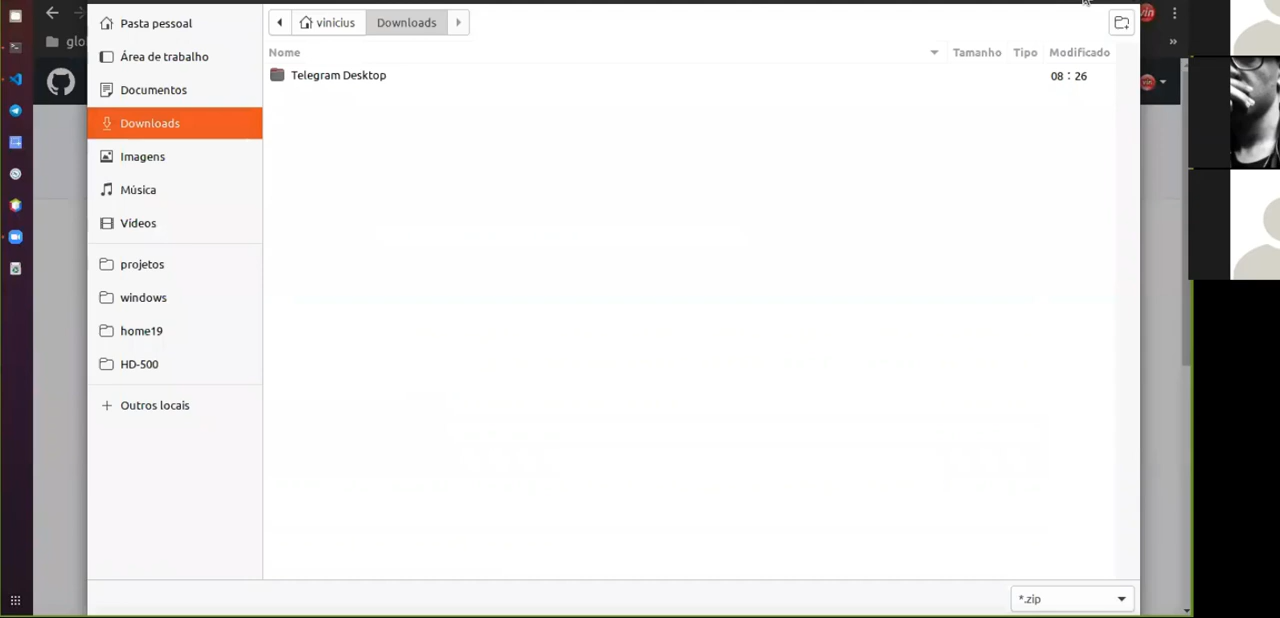 Pasta pessoal
Área de trabalho
Documentos
Downloads
Imagens
Música
Vídeos
projetos
windows
home19
HD-500
Outros locais
vinicius
Downloads
Nome
Tamanho
Tipo
Modificado
Telegram Desktop
08 : 26
*.zip
vin
»